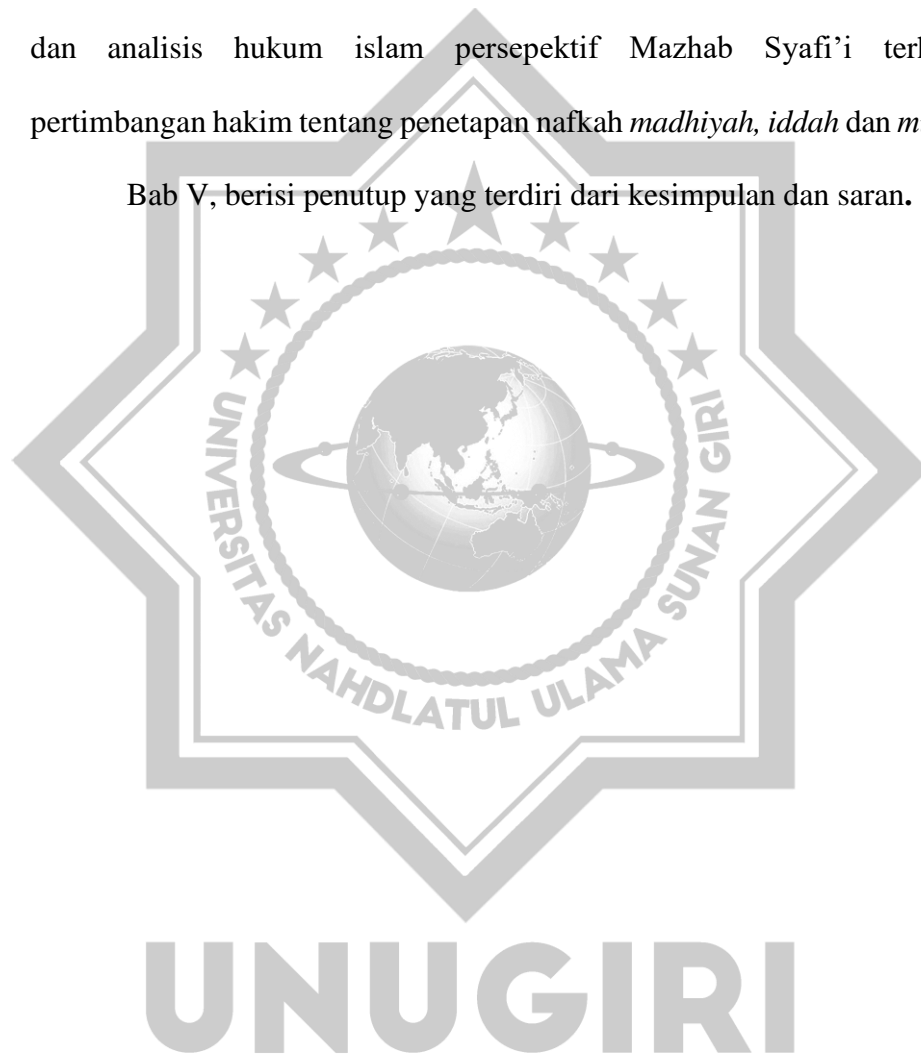 dan analisis hukum islam persepektif Mazhab Syafi’i
pertimbangan hakim tentang penetapan nafkah madhiyah, iddah dan
Bab V, berisi penutup yang terdiri dari kesimpulan dan saran.
UNIVERSITAS NAHDLATUL ULAMA SUNAN GIRI
UNUGIRI